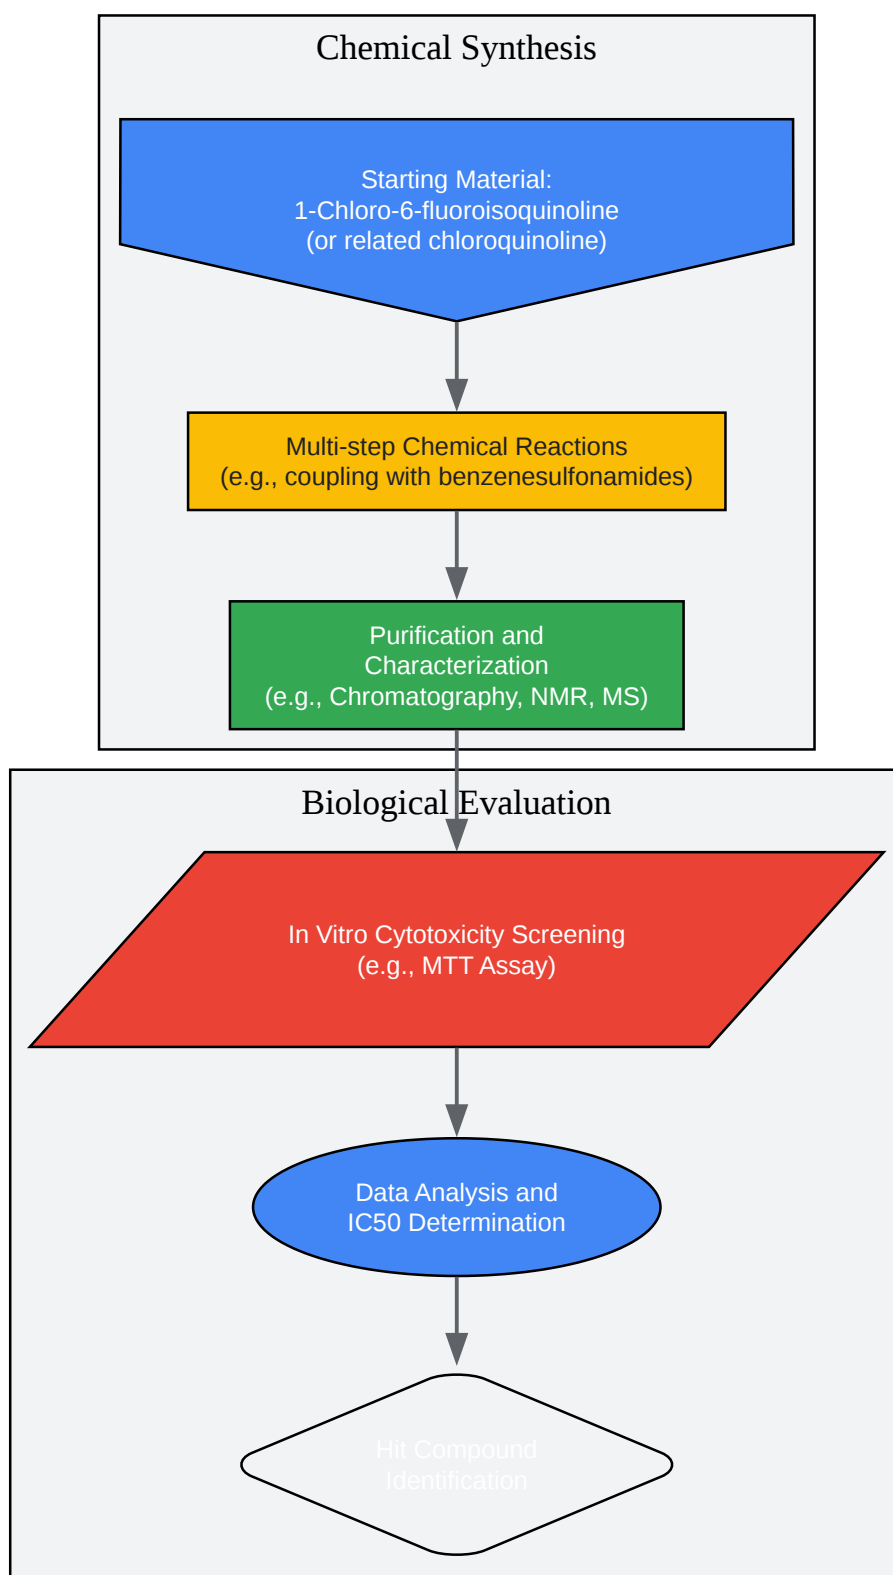 Chemical Synthesis
Starting Material:
1-Chloro-6-fluoroisoquinoline
(or related chloroquinoline)
Multi-step Chemical Reactions
(e.g., coupling with benzenesulfonamides)
Purification and
Characterization
(e.g., Chromatography, NMR, MS)
Biological Evaluation
In Vitro Cytotoxicity Screening
(e.g., MTT Assay)
Data Analysis and
IC50 Determination
Hit Compound
Identification